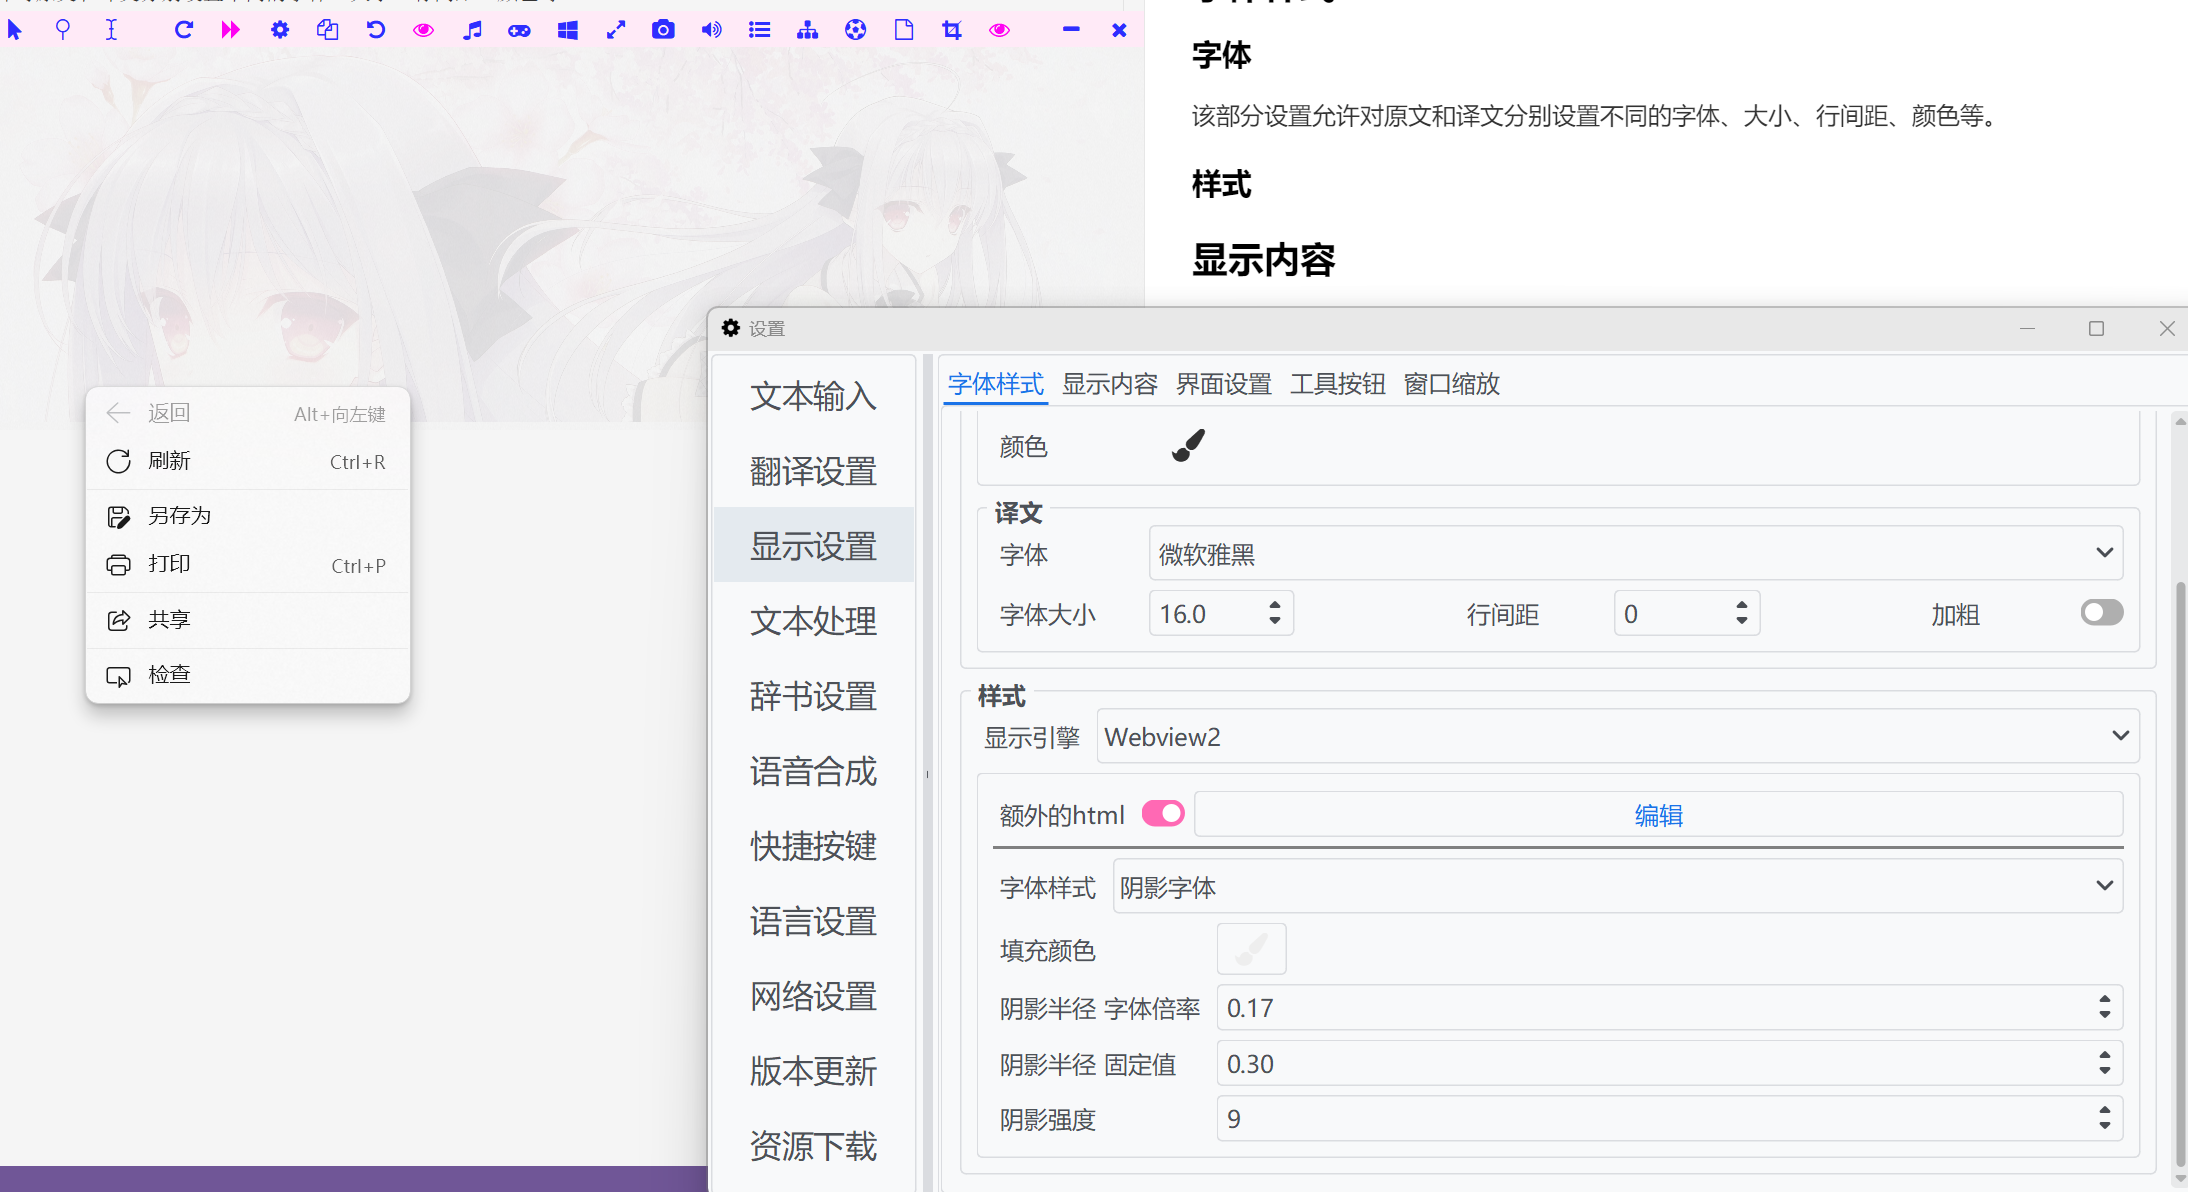 字体
该部分设置允许对原文和译文分别设置不同的字体、大小、行间距、颜色等。
样式
显示内容
返回 Alt+向左键
刷新 Ctrl+R
另存为
打印 Ctrl+P
共享
检查
设置
文本输入
翻译设置
显示设置
文本处理
辞书设置
语音合成
快捷按键
语言设置
网络设置
版本更新
资源下载
字体样式 显示内容 界面设置 工具按钮 窗口缩放
颜色
译文
字体 微软雅黑
字体大小 16.0 行间距 0 加粗
样式
显示引擎 Webview2
额外的html 编辑
字体样式 阴影字体
填充颜色
阴影半径 字体倍率 0.17
阴影半径 固定值 0.30
阴影强度 9